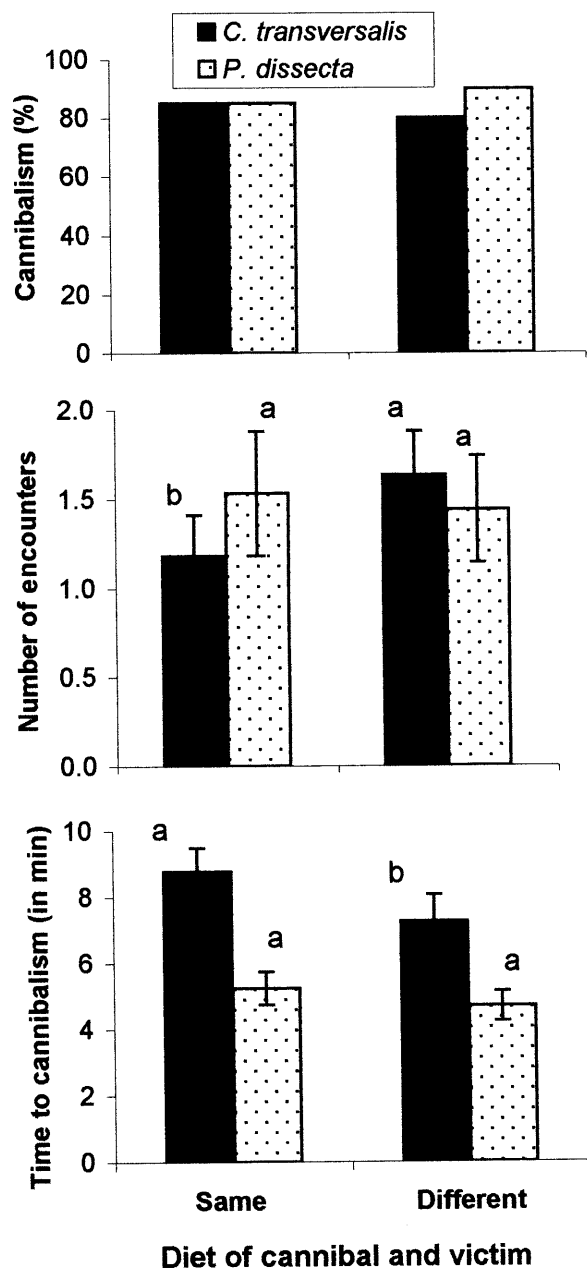 C. transversalis
P. dissecta
Cannibalism (%)
100
80
60
40
20
0
Number of encounters
2.0
1.5
1.0
0.5
0.0
b
a
a
a
Time to cannibalism (in min)
10
8
6
4
2
0
a
a
b
a
Same Different
Diet of cannibal and victim